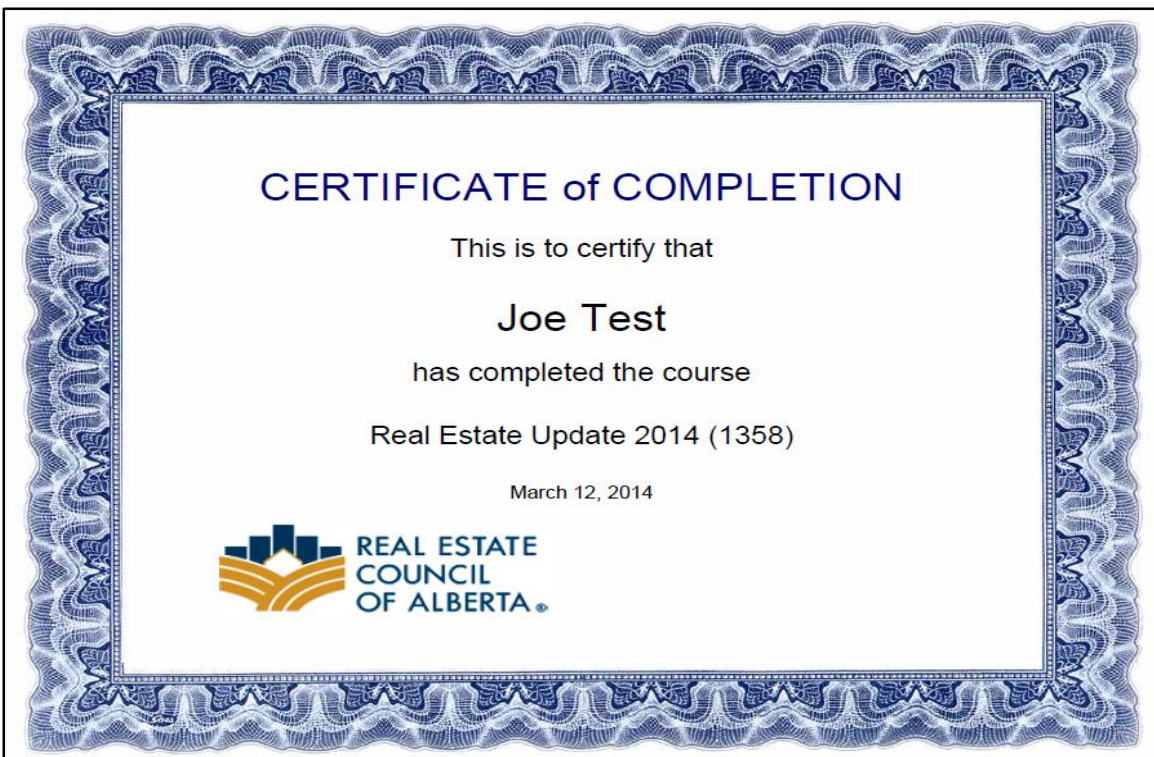 CERTIFICATE of COMPLETION
This is to certify that
Joe Test
has completed the course
Real Estate Update 2014 (1358)
March 12, 2014
REAL ESTATE
COUNCIL
OF ALBERTA ®